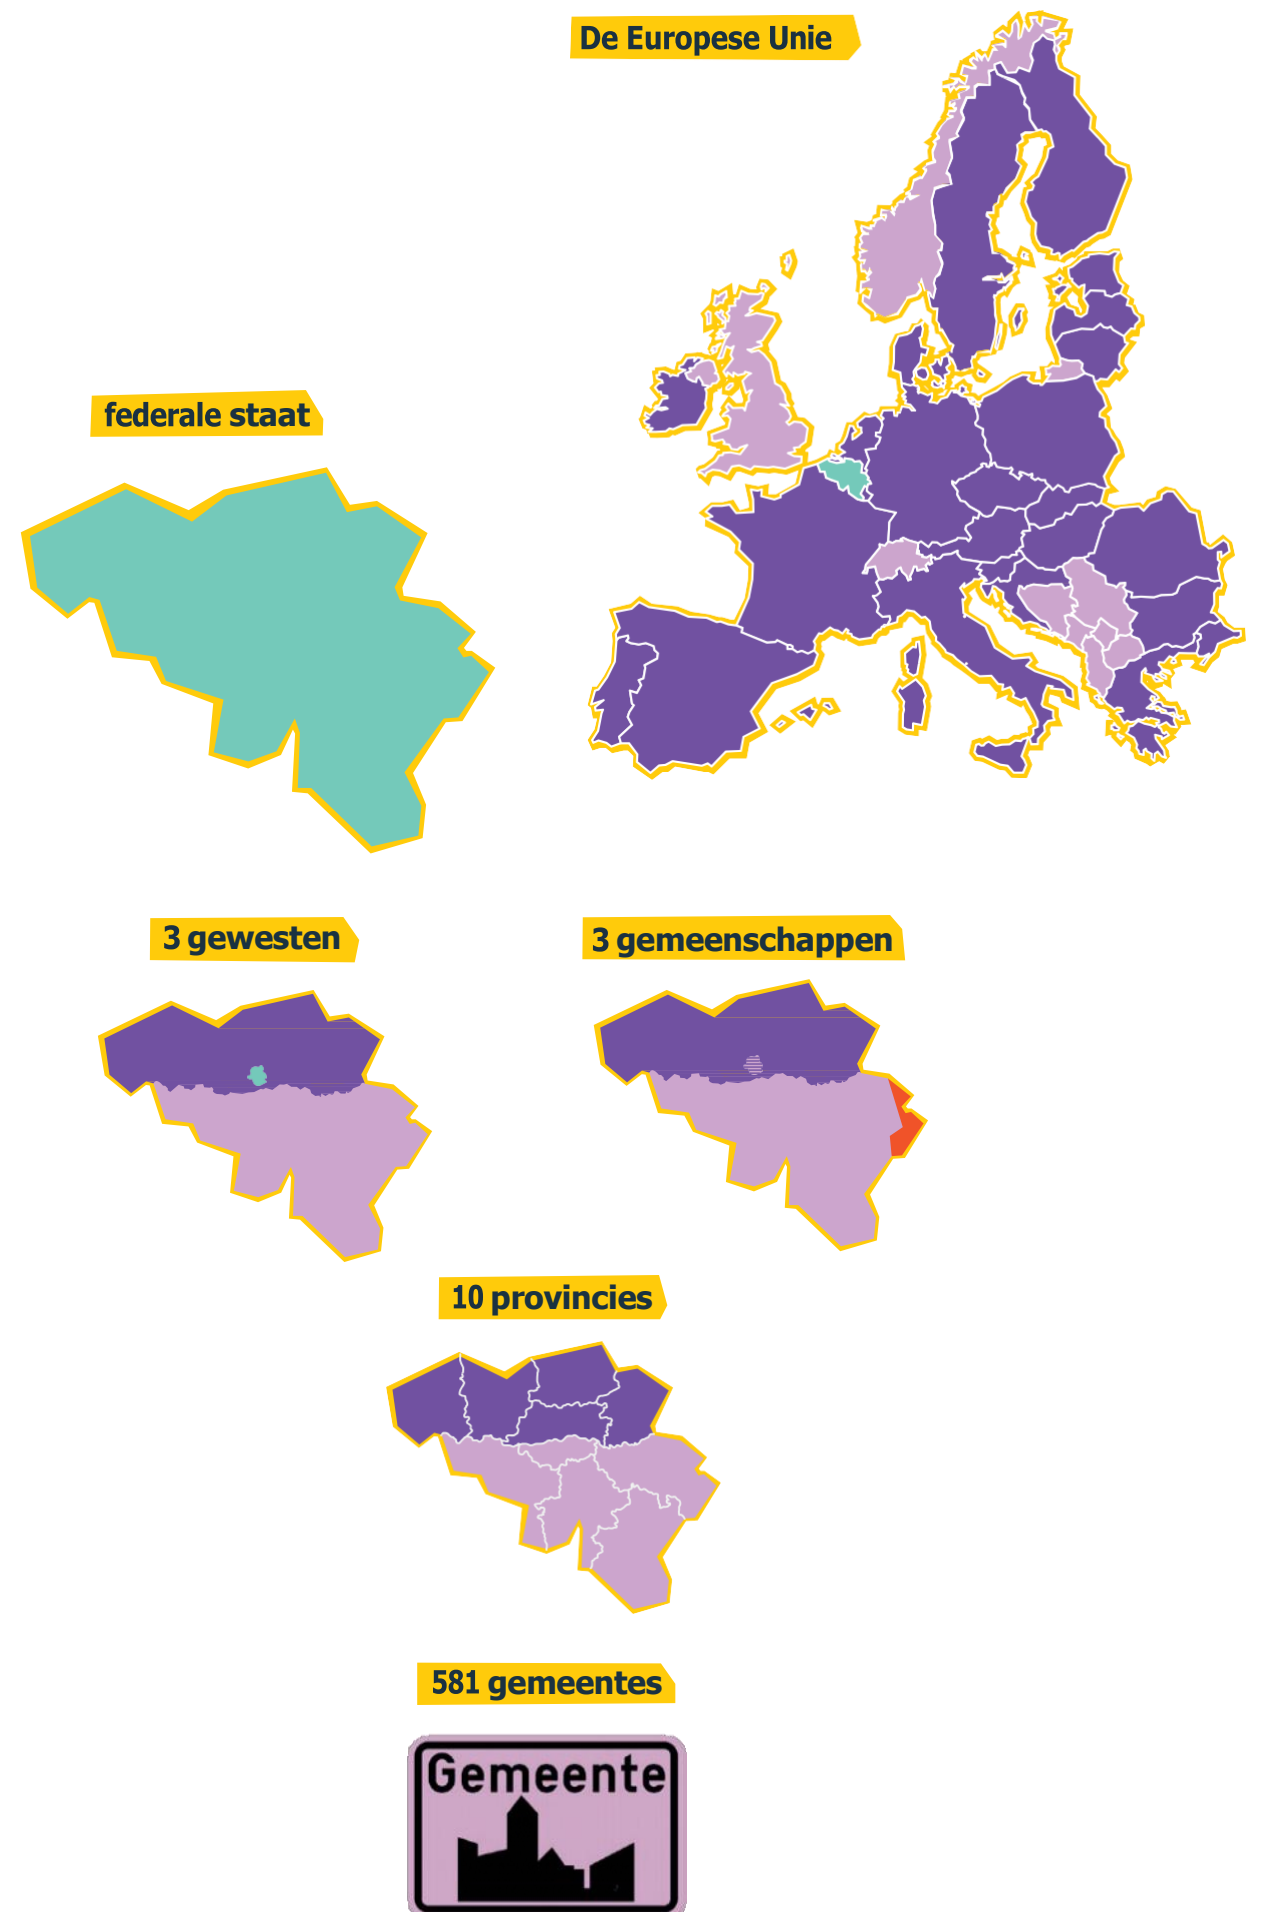 De Europese Unie
federale staat
3 gewesten
3 gemeenschappen
10 provincies
581 gemeentes
Gemeente